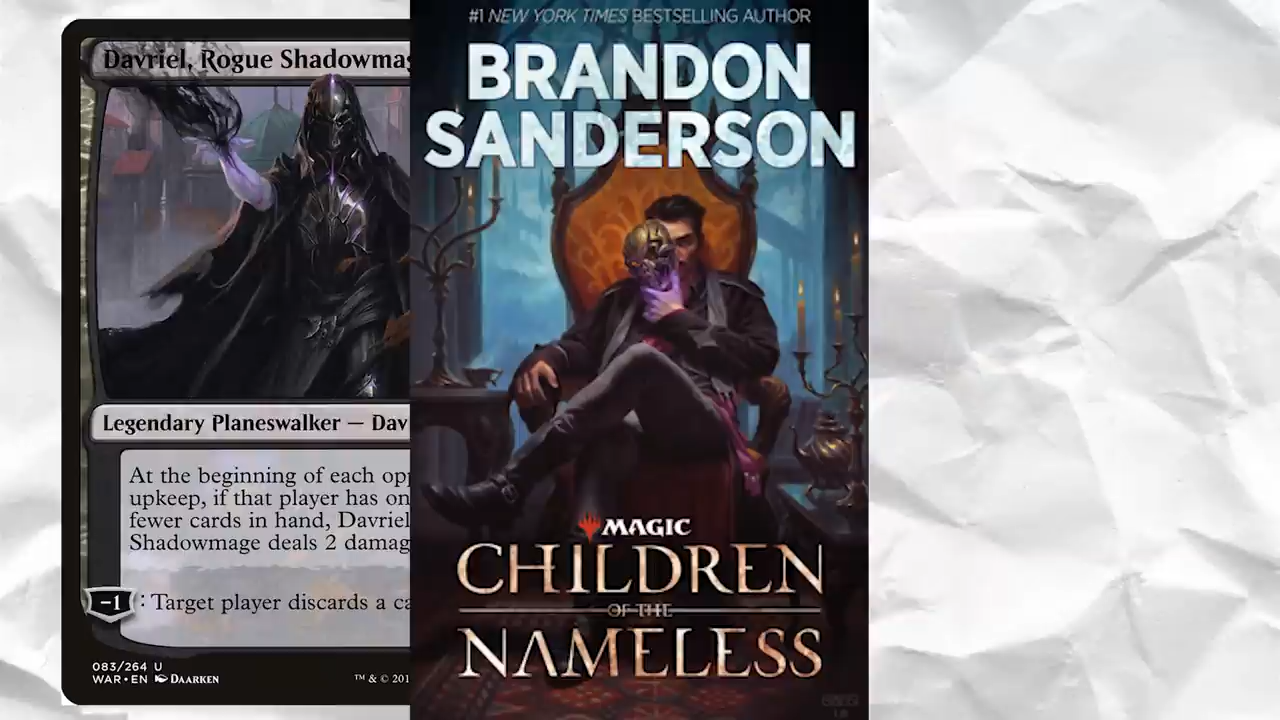 Davriel, Rogue Shadowmag
Legendary Planeswalker — Dav
At the beginning of each opp
upkeep, if that player has on
fewer cards in hand, Davriel
Shadowmage deals 2 damag
−1 : Target player discards a ca
083/264 U
WAR • EN DAARKEN
™ & © 201
#1 NEW YORK TIMES BESTSELLING AUTHOR
BRANDON
SANDERSON
MAGIC
CHILDREN
OF THE
NAMELESS